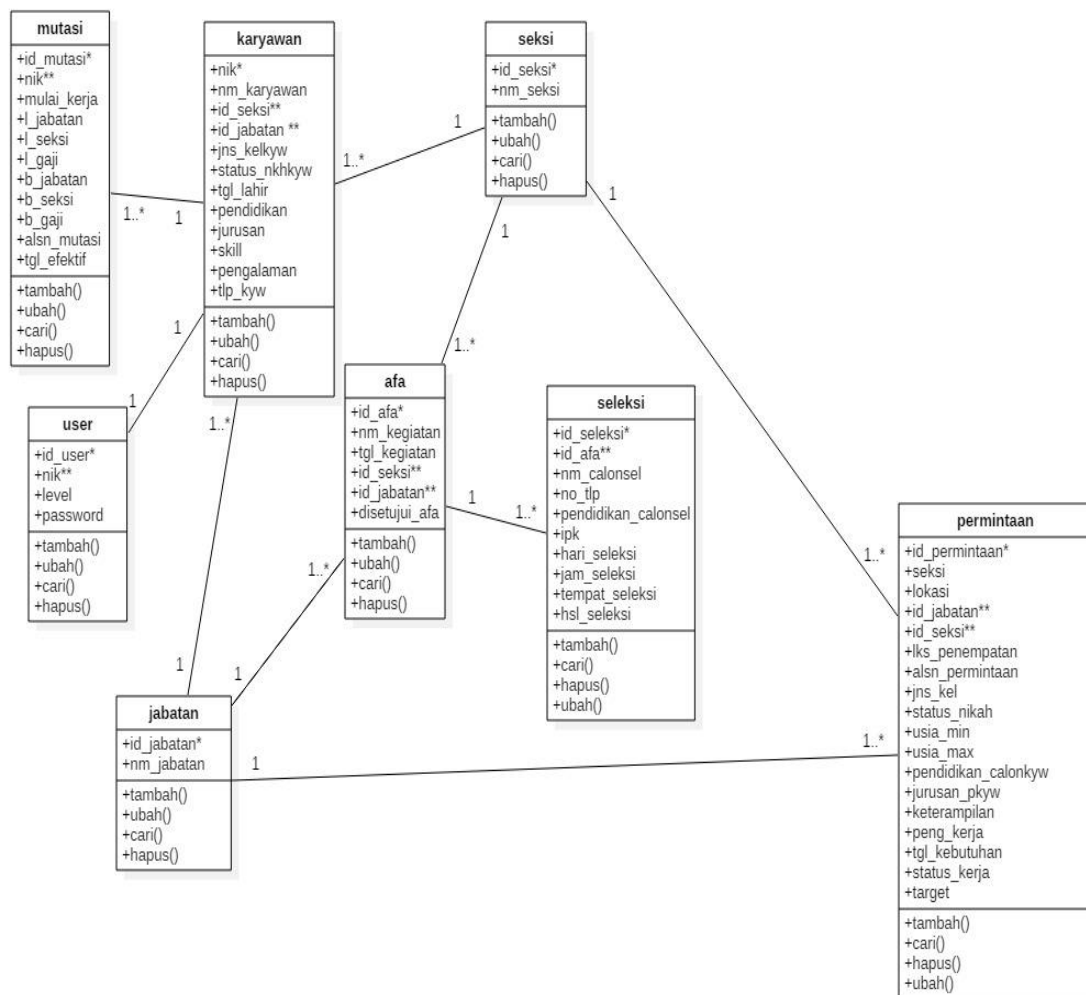 mutasi
+id_mutasi*
+nik**
+mulai_kerja
+l_jabatan
+l_seksi
+l_gaji
+b_jabatan
+b_seksi
+b_gaji
+alsn_mutasi
+tgl_efektif
+tambah()
+ubah()
+cari()
+hapus()
1..*
1
karyawan
+nik*
+nm_karyawan
+id_seksi**
+id_jabatan **
+jns_kelkyw
+status_nkhkyw
+tgl_lahir
+pendidikan
+jurusan
+skill
+pengalaman
+tlp_kyw
+tambah()
+ubah()
+cari()
+hapus()
1..*
1
seksi
+id_seksi*
+nm_seksi
+tambah()
+ubah()
+cari()
+hapus()
1
1..*
1
1..*
1
1
user
+id_user*
+nik**
+level
+password
+tambah()
+ubah()
+cari()
+hapus()
1..*
1
afa
+id_afa*
+nm_kegiatan
+tgl_kegiatan
+id_seksi**
+id_jabatan**
+disetujui_afa
+tambah()
+ubah()
+cari()
+hapus()
1
1..*
1..*
1
seleksi
+id_seleksi*
+id_afa**
+nm_calonsel
+no_tlp
+pendidikan_calonsel
+ipk
+hari_seleksi
+jam_seleksi
+tempat_seleksi
+hsl_seleksi
+tambah()
+cari()
+hapus()
+ubah()
jabatan
+id_jabatan*
+nm_jabatan
+tambah()
+ubah()
+cari()
+hapus()
1
1..*
permintaan
+id_permintaan*
+seksi
+lokasi
+id_jabatan**
+id_seksi**
+lks_penempatan
+alsn_permintaan
+jns_kel
+status_nikah
+usia_min
+usia_max
+pendidikan_calonkyw
+jurusan_pkyw
+keterampilan
+peng_kerja
+tgl_kebutuhan
+status_kerja
+target
+tambah()
+cari()
+hapus()
+ubah()